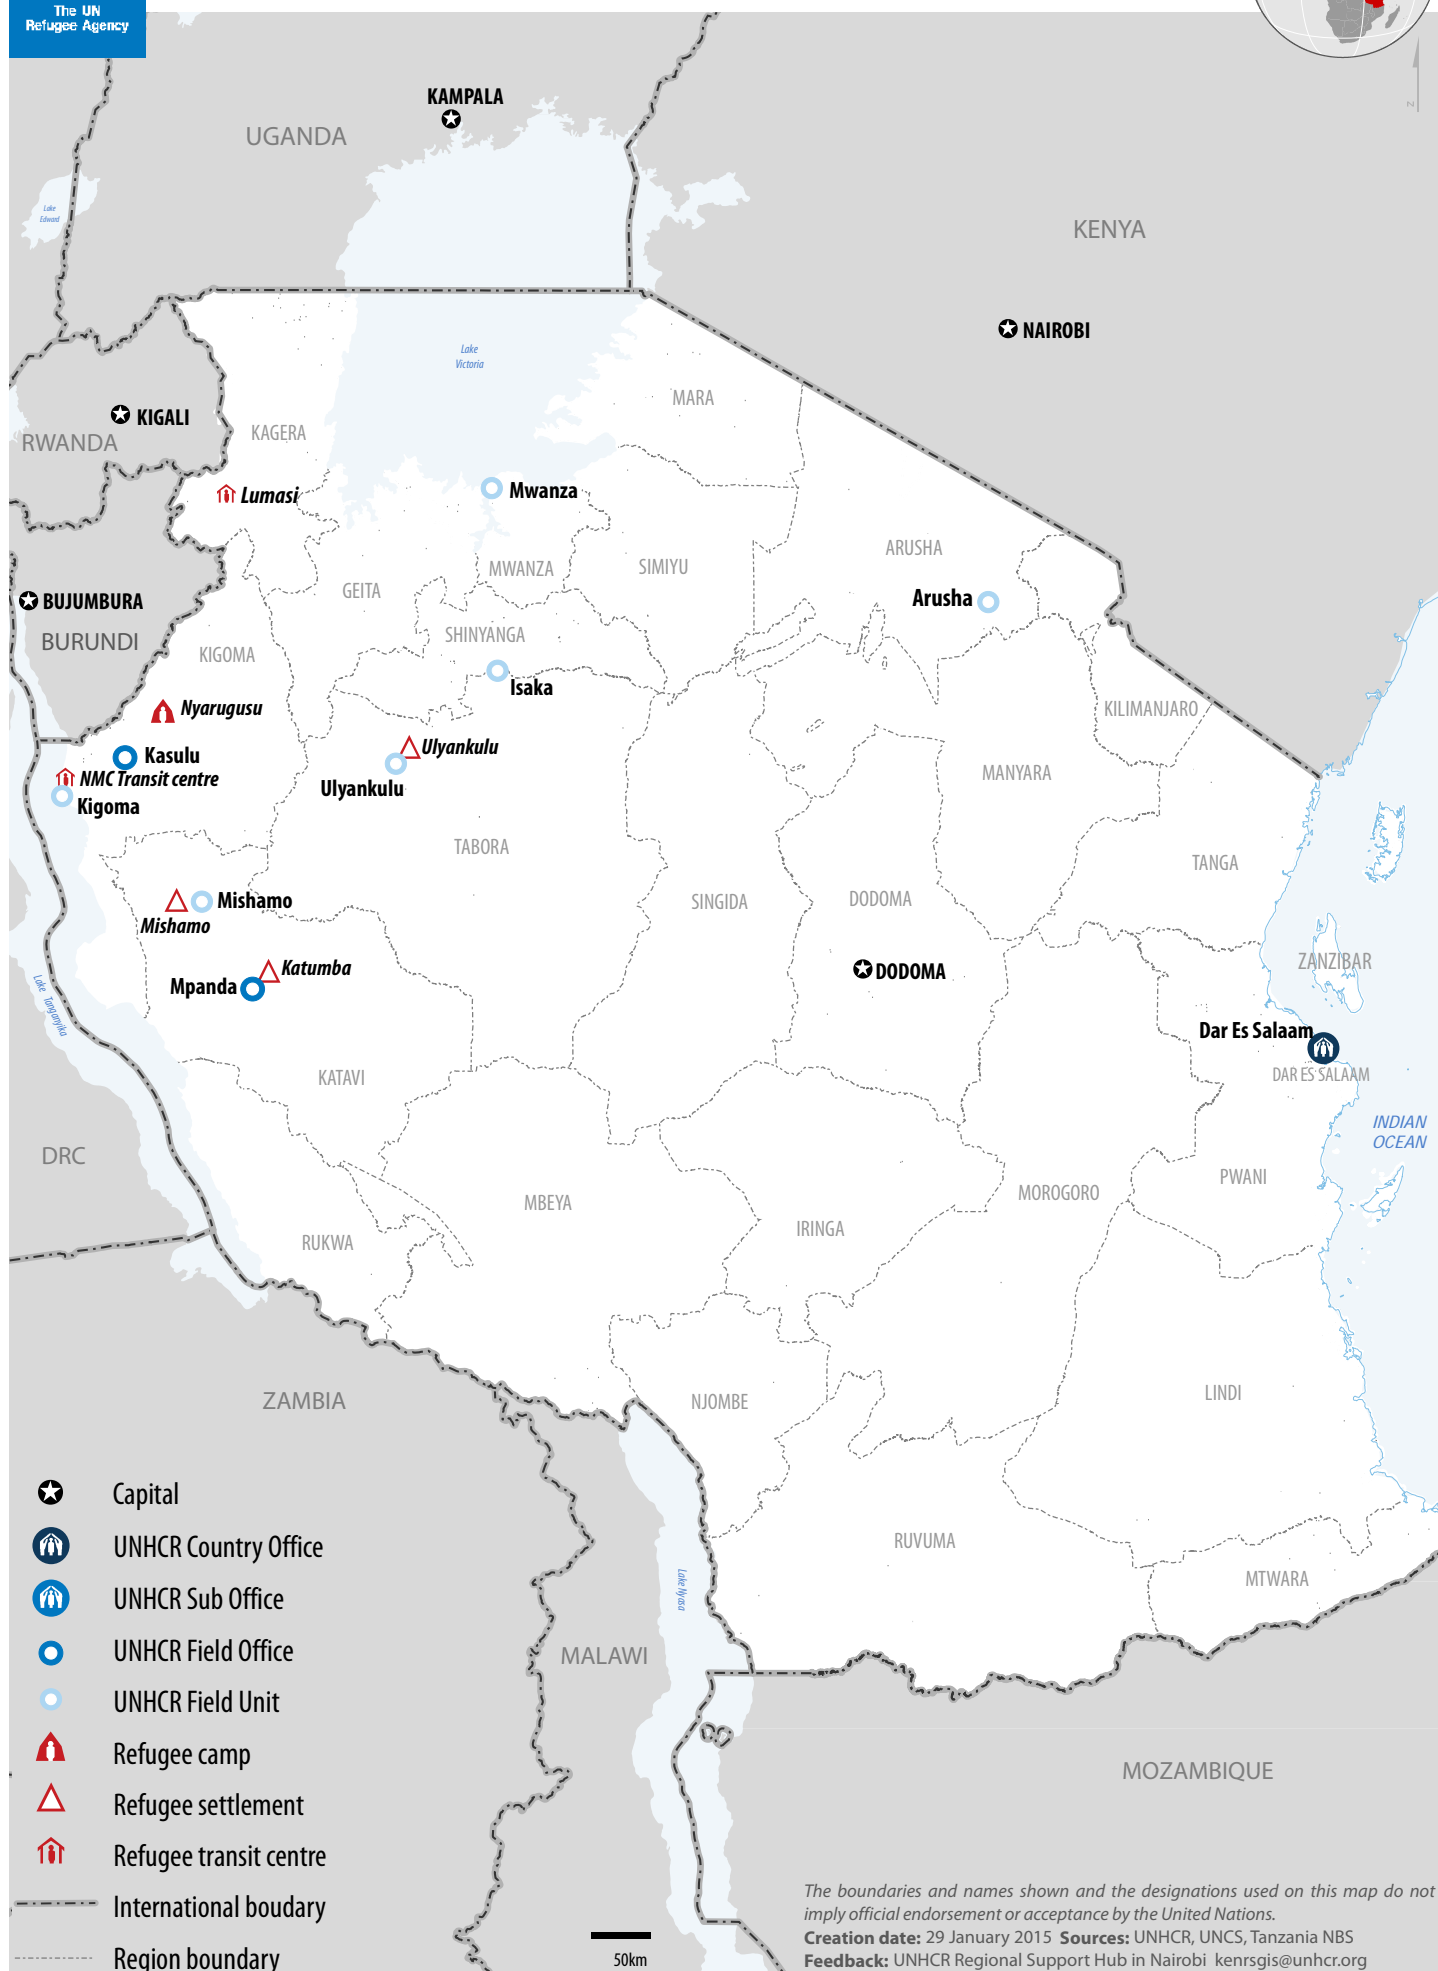 The UN
Refugee Agency
KAMPALA
UGANDA
Lake
Edward
KENYA
N
NAIROBI
Lake
Victoria
MARA
KIGALI
RWANDA
KAGERA
Lumasi
Mwanza
ARUSHA
MWANZA
SIMIYU
GEITA
Arusha
BUJUMBURA
BURUNDI
SHINYANGA
KIGOMA
Isaka
Nyarugusu
KILIMANJARO
Kasulu
Ulyankulu
NMC Transit centre
MANYARA
Ulyankulu
Kigoma
TABORA
TANGA
SINGIDA
DODOMA
Mishamo
Mishamo
ZANZIBAR
Katumba
DODOMA
Mpanda
Lake Tanganyika
Dar Es Salaam
DAR ES SALAAM
KATAVI
INDIAN
OCEAN
DRC
PWANI
MOROGORO
MBEYA
IRINGA
RUKWA
ZAMBIA
NJOMBE
LINDI
Capital
UNHCR Country Office
RUVUMA
Lake Nyasa
MTWARA
UNHCR Sub Office
UNHCR Field Office
MALAWI
UNHCR Field Unit
Refugee camp
MOZAMBIQUE
Refugee settlement
Refugee transit centre
International boudary
Region boundary
50km
The boundaries and names shown and the designations used on this map do not
imply official endorsement or acceptance by the United Nations.
Creation date: 29 January 2015 Sources: UNHCR, UNCS, Tanzania NBS
Feedback: UNHCR Regional Support Hub in Nairobi kenrsgis@unhcr.org